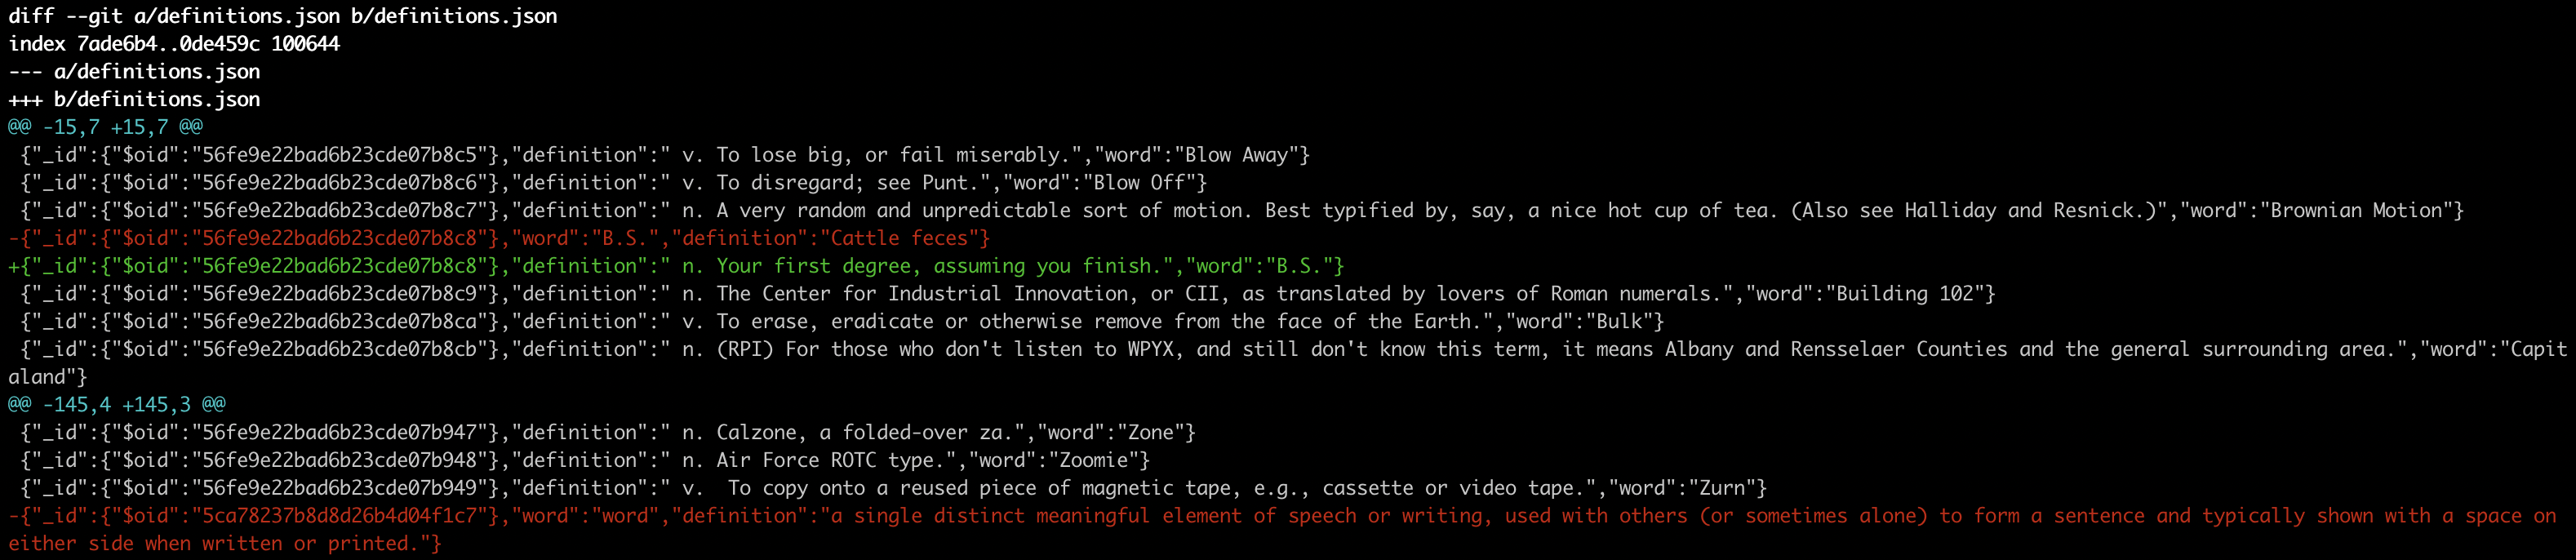 diff --git a/definitions.json b/definitions.json
index 7ade6b4..0de459c 100644
--- a/definitions.json
+++ b/definitions.json
@@ -15,7 +15,7 @@
 {"_id":{"$oid":"56fe9e22bad6b23cde07b8c5"},"definition":" v. To lose big, or fail miserably.","word":"Blow Away"}
 {"_id":{"$oid":"56fe9e22bad6b23cde07b8c6"},"definition":" v. To disregard; see Punt.","word":"Blow Off"}
 {"_id":{"$oid":"56fe9e22bad6b23cde07b8c7"},"definition":" n. A very random and unpredictable sort of motion. Best typified by, say, a nice hot cup of tea. (Also see Halliday and Resnick.)","word":"Brownian Motion"}
-{"_id":{"$oid":"56fe9e22bad6b23cde07b8c8"},"word":"B.S.","definition":"Cattle feces"}
+{"_id":{"$oid":"56fe9e22bad6b23cde07b8c8"},"definition":" n. Your first degree, assuming you finish.","word":"B.S."}
 {"_id":{"$oid":"56fe9e22bad6b23cde07b8c9"},"definition":" n. The Center for Industrial Innovation, or CII, as translated by lovers of Roman numerals.","word":"Building 102"}
 {"_id":{"$oid":"56fe9e22bad6b23cde07b8ca"},"definition":" v. To erase, eradicate or otherwise remove from the face of the Earth.","word":"Bulk"}
 {"_id":{"$oid":"56fe9e22bad6b23cde07b8cb"},"definition":" n. (RPI) For those who don't listen to WPYX, and still don't know this term, it means Albany and Rensselaer Counties and the general surrounding area.","word":"Capit
aland"}
@@ -145,4 +145,3 @@
 {"_id":{"$oid":"56fe9e22bad6b23cde07b947"},"definition":" n. Calzone, a folded-over za.","word":"Zone"}
 {"_id":{"$oid":"56fe9e22bad6b23cde07b948"},"definition":" n. Air Force ROTC type.","word":"Zoomie"}
 {"_id":{"$oid":"56fe9e22bad6b23cde07b949"},"definition":" v.  To copy onto a reused piece of magnetic tape, e.g., cassette or video tape.","word":"Zurn"}
-{"_id":{"$oid":"5ca78237b8d8d26b4d04f1c7"},"word":"word","definition":"a single distinct meaningful element of speech or writing, used with others (or sometimes alone) to form a sentence and typically shown with a space on
either side when written or printed."}